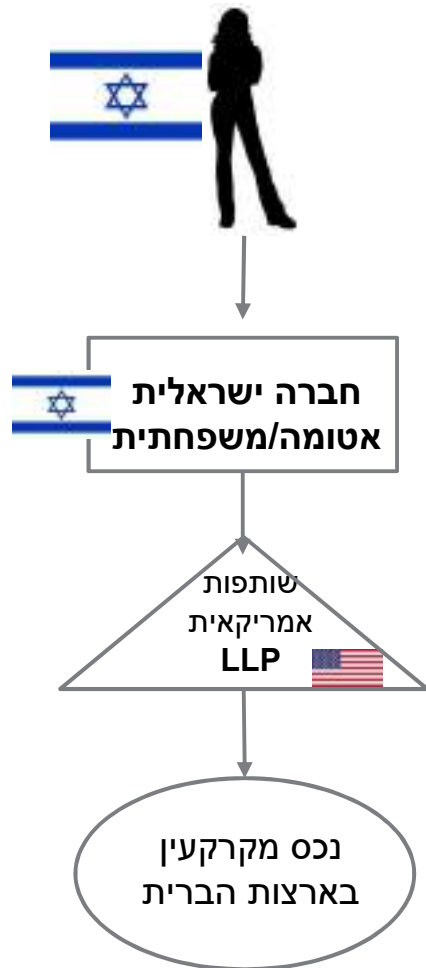 חברה ישראלית
אטומה/משפחתית
שותפות
אמריקאית
LLP
נכס מקרקעין
בארצות הברית